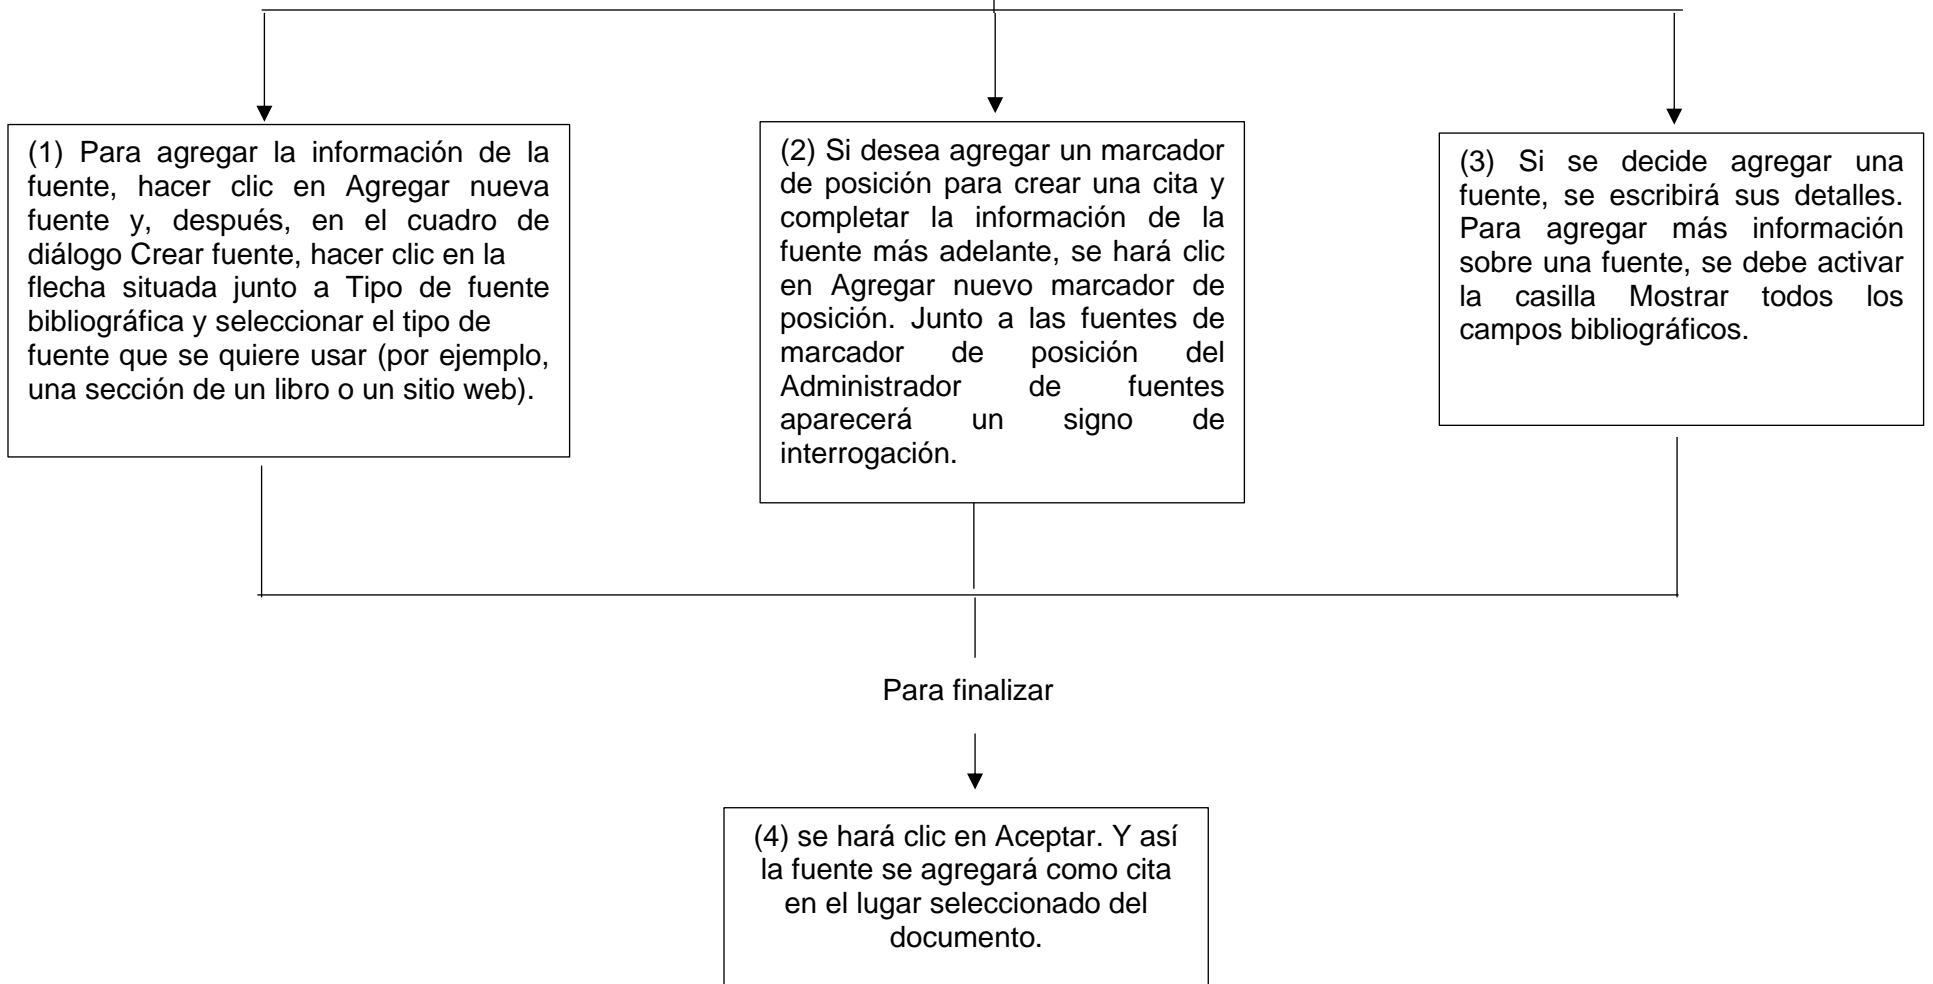 (1) Para agregar la información de la
fuente, hacer clic en Agregar nueva
fuente y, después, en el cuadro de
diálogo Crear fuente, hacer clic en la
flecha situada junto a Tipo de fuente
bibliográfica y seleccionar el tipo de
fuente que se quiere usar (por ejemplo,
una sección de un libro o un sitio web).
(2) Si desea agregar un marcador
de posición para crear una cita y
completar la información de la
fuente más adelante, se hará clic
en Agregar nuevo marcador de
posición. Junto a las fuentes de
marcador de posición del
Administrador de fuentes
aparecerá un signo de
interrogación.
(3) Si se decide agregar una
fuente, se escribirá sus detalles.
Para agregar más información
sobre una fuente, se debe activar
la casilla Mostrar todos los
campos bibliográficos.
Para finalizar
(4) se hará clic en Aceptar. Y así
la fuente se agregará como cita
en el lugar seleccionado del
documento.